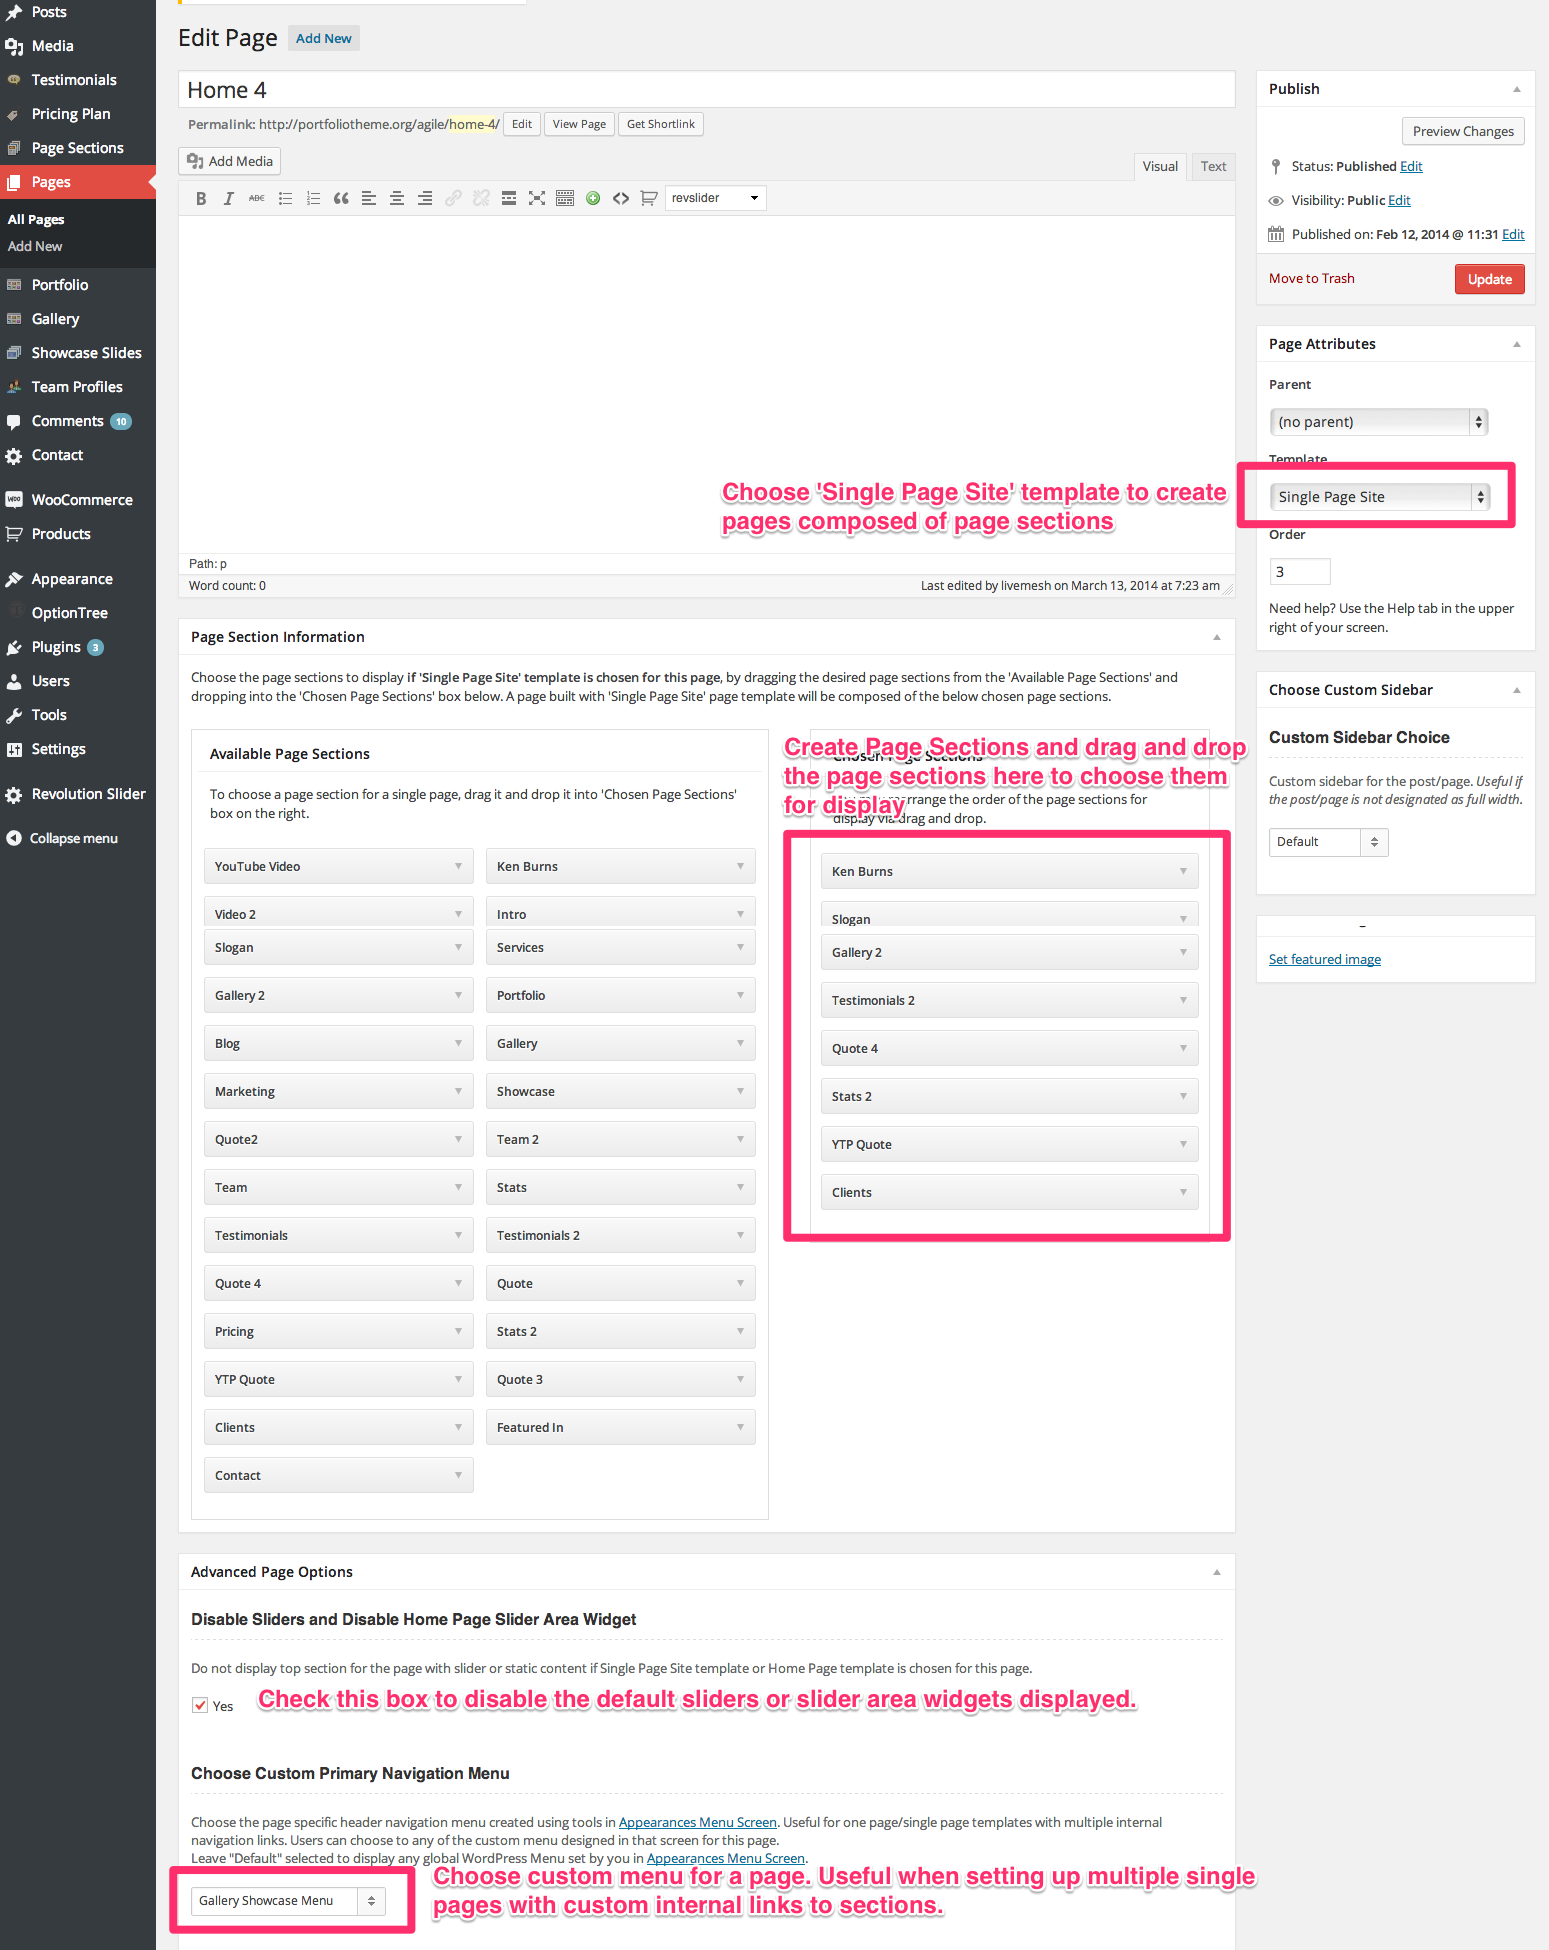 Posts
Media
Testimonials
Pricing Plan
Page Sections
Pages
All Pages
Add New
Portfolio
Gallery
Showcase Slides
Team Profiles
Comments 10
Contact
WooCommerce
Products
Appearance
OptionTree
Plugins 3
Users
Tools
Settings
Revolution Slider
Collapse menu
Edit Page Add New
Home 4
Permalink: http://portfoliotheme.org/agile/home-4/ Edit View Page Get Shortlink
Add Media
Visual Text
B I ABC revslider
Choose 'Single Page Site' template to create
pages composed of page sections
Path: p
Word count: 0 Last edited by livemesh on March 13, 2014 at 7:23 am
Page Section Information
Choose the page sections to display if 'Single Page Site' template is chosen for this page, by dragging the desired page sections from the 'Available Page Sections' and
dropping into the 'Chosen Page Sections' box below. A page built with 'Single Page Site' page template will be composed of the below chosen page sections.
Available Page Sections
To choose a page section for a single page, drag it and drop it into 'Chosen Page Sections'
box on the right.
YouTube Video Ken Burns
Video 2 Intro
Slogan Services
Gallery 2 Portfolio
Blog Gallery
Marketing Showcase
Quote2 Team 2
Team Stats
Testimonials Testimonials 2
Quote 4 Quote
Pricing Stats 2
YTP Quote Quote 3
Clients Featured In
Contact
Create Page Sections and drag and drop
Chosen Page Sections
the page sections here to choose them
rearrange the order of the page sections for
for display
display via drag and drop.
Ken Burns
Slogan
Gallery 2
Testimonials 2
Quote 4
Stats 2
YTP Quote
Clients
Advanced Page Options
Disable Sliders and Disable Home Page Slider Area Widget
Do not display top section for the page with slider or static content if Single Page Site template or Home Page template is chosen for this page.
Yes
Check this box to disable the default sliders or slider area widgets displayed.
Choose Custom Primary Navigation Menu
Choose the page specific header navigation menu created using tools in Appearances Menu Screen. Useful for one page/single page templates with multiple internal
navigation links. Users can choose to any of the custom menu designed in that screen for this page.
Leave "Default" selected to display any global WordPress Menu set by you in Appearances Menu Screen.
Gallery Showcase Menu
Choose custom menu for a page. Useful when setting up multiple single
pages with custom internal links to sections.
Publish
Preview Changes
Status: Published Edit
Visibility: Public Edit
Published on: Feb 12, 2014 @ 11:31 Edit
Move to Trash Update
Page Attributes
Parent
(no parent)
Template
Single Page Site
Order
3
Need help? Use the Help tab in the upper
right of your screen.
Choose Custom Sidebar
Custom Sidebar Choice
Custom sidebar for the post/page. Useful if
the post/page is not designated as full width.
Default
Set featured image